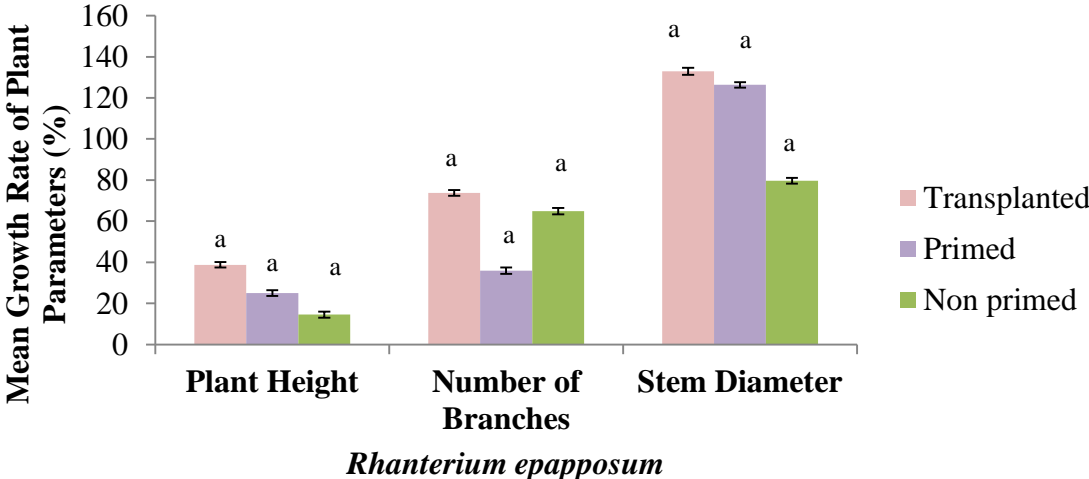 Mean Growth Rate of Plant
Parameters (%)
160
140
120
100
80
60
40
20
0
a
a
a
a
a
a
a
a
a
Plant Height
Number of
Branches
Stem Diameter
Rhanterium epapposum
Transplanted
Primed
Non primed